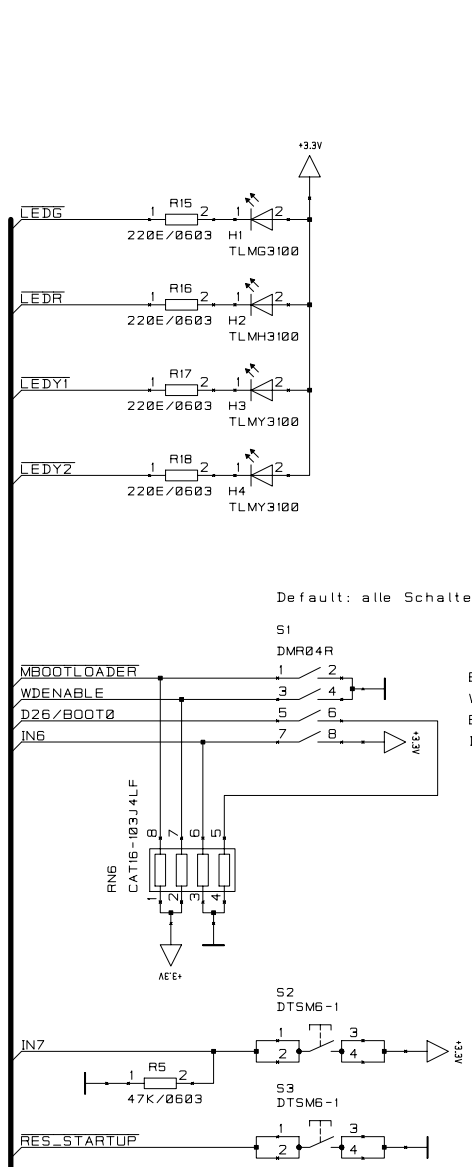 +3.3V
LEDG
1 R15 2 1 2
220E/0603 H1
TLMG3100
LEDR
1 R16 2 1 2
220E/0603 H2
TLMH3100
LEDY1
1 R17 2 1 2
220E/0603 H3
TLMY3100
LEDY2
1 R18 2 1 2
220E/0603 H4
TLMY3100
Default: alle Schalte
S1
DMR04R
MBOOTLOADER 1 2
WDENABLE 3 4
D26/BOOT0 5 6
IN6 7 8 +3.3V
RN6
CAT16-103J4LF
8 7 6 5
1 2 3 4
+3.3V
S2
DTSM6-1
IN7 1 3
2 4 +3.3V
1 R5 2
47K/0603
S3
DTSM6-1
RES_STARTUP 1 3
2 4